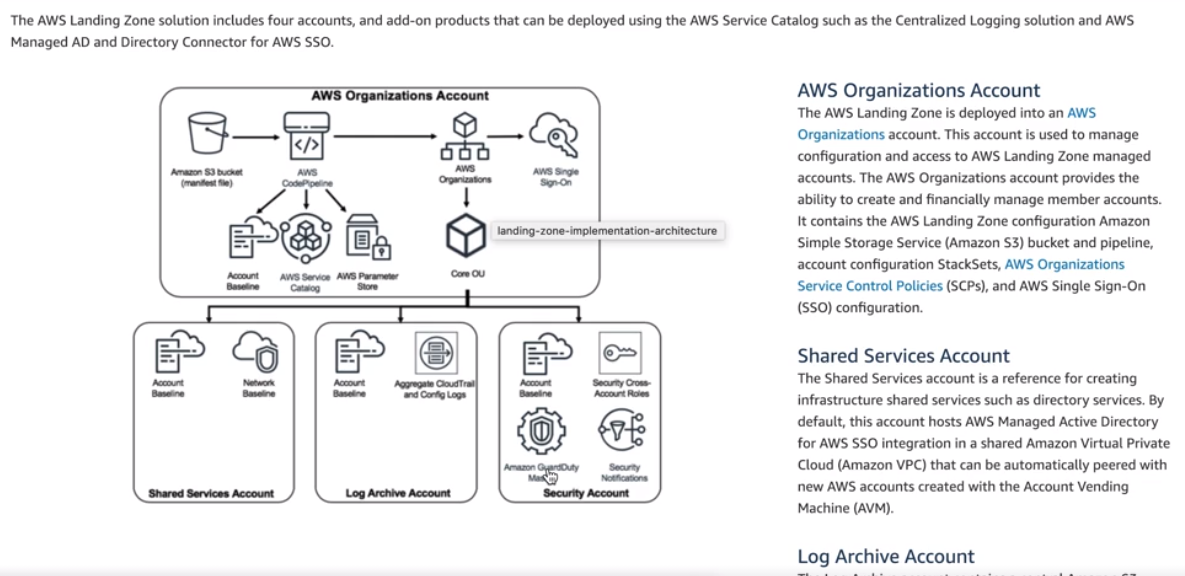 The AWS Landing Zone solution includes four accounts, and add-on products that can be deployed using the AWS Service Catalog such as the Centralized Logging solution and AWS
Managed AD and Directory Connector for AWS SSO.
AWS Organizations Account
Amazon S3 bucket
(manifest file)
AWS
CodePipeline
AWS
Organizations
AWS Single
Sign-On
landing-zone-implementation-architecture
Account
Baseline
AWS Service
Catalog
AWS Parameter
Store
Core OU
Account
Baseline
Network
Baseline
Shared Services Account
Account
Baseline
Aggregate CloudTrail
and Config Logs
Log Archive Account
Account
Baseline
Security Cross-
Account Roles
Amazon GuardDuty
Security
Notifications
Security Account
AWS Organizations Account
The AWS Landing Zone is deployed into an AWS
Organizations account. This account is used to manage
configuration and access to AWS Landing Zone managed
accounts. The AWS Organizations account provides the
ability to create and financially manage member accounts.
It contains the AWS Landing Zone configuration Amazon
Simple Storage Service (Amazon S3) bucket and pipeline,
account configuration StackSets, AWS Organizations
Service Control Policies (SCPs), and AWS Single Sign-On
(SSO) configuration.
Shared Services Account
The Shared Services account is a reference for creating
infrastructure shared services such as directory services. By
default, this account hosts AWS Managed Active Directory
for AWS SSO integration in a shared Amazon Virtual Private
Cloud (Amazon VPC) that can be automatically peered with
new AWS accounts created with the Account Vending
Machine (AVM).
Log Archive Account